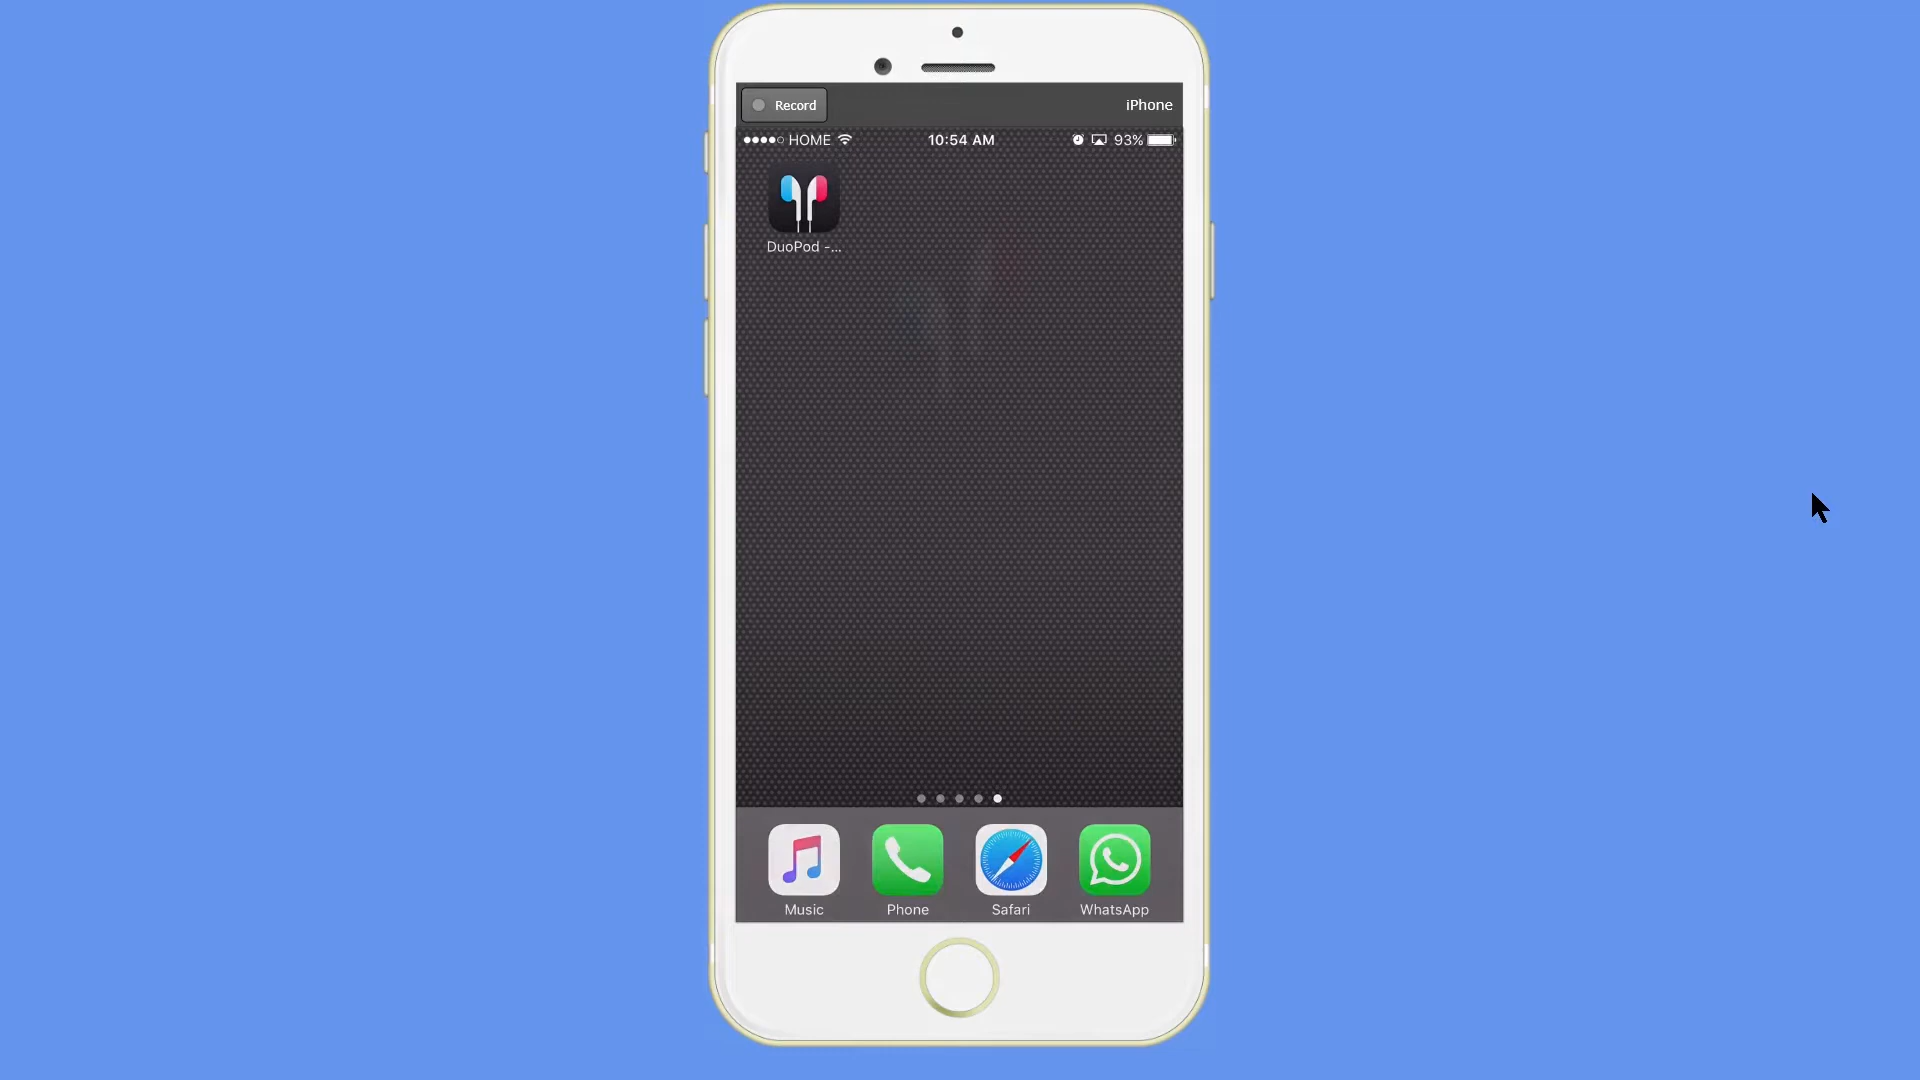 Record
iPhone
HOME 10:54 AM 93%
DuoPod -...
Music Phone Safari WhatsApp